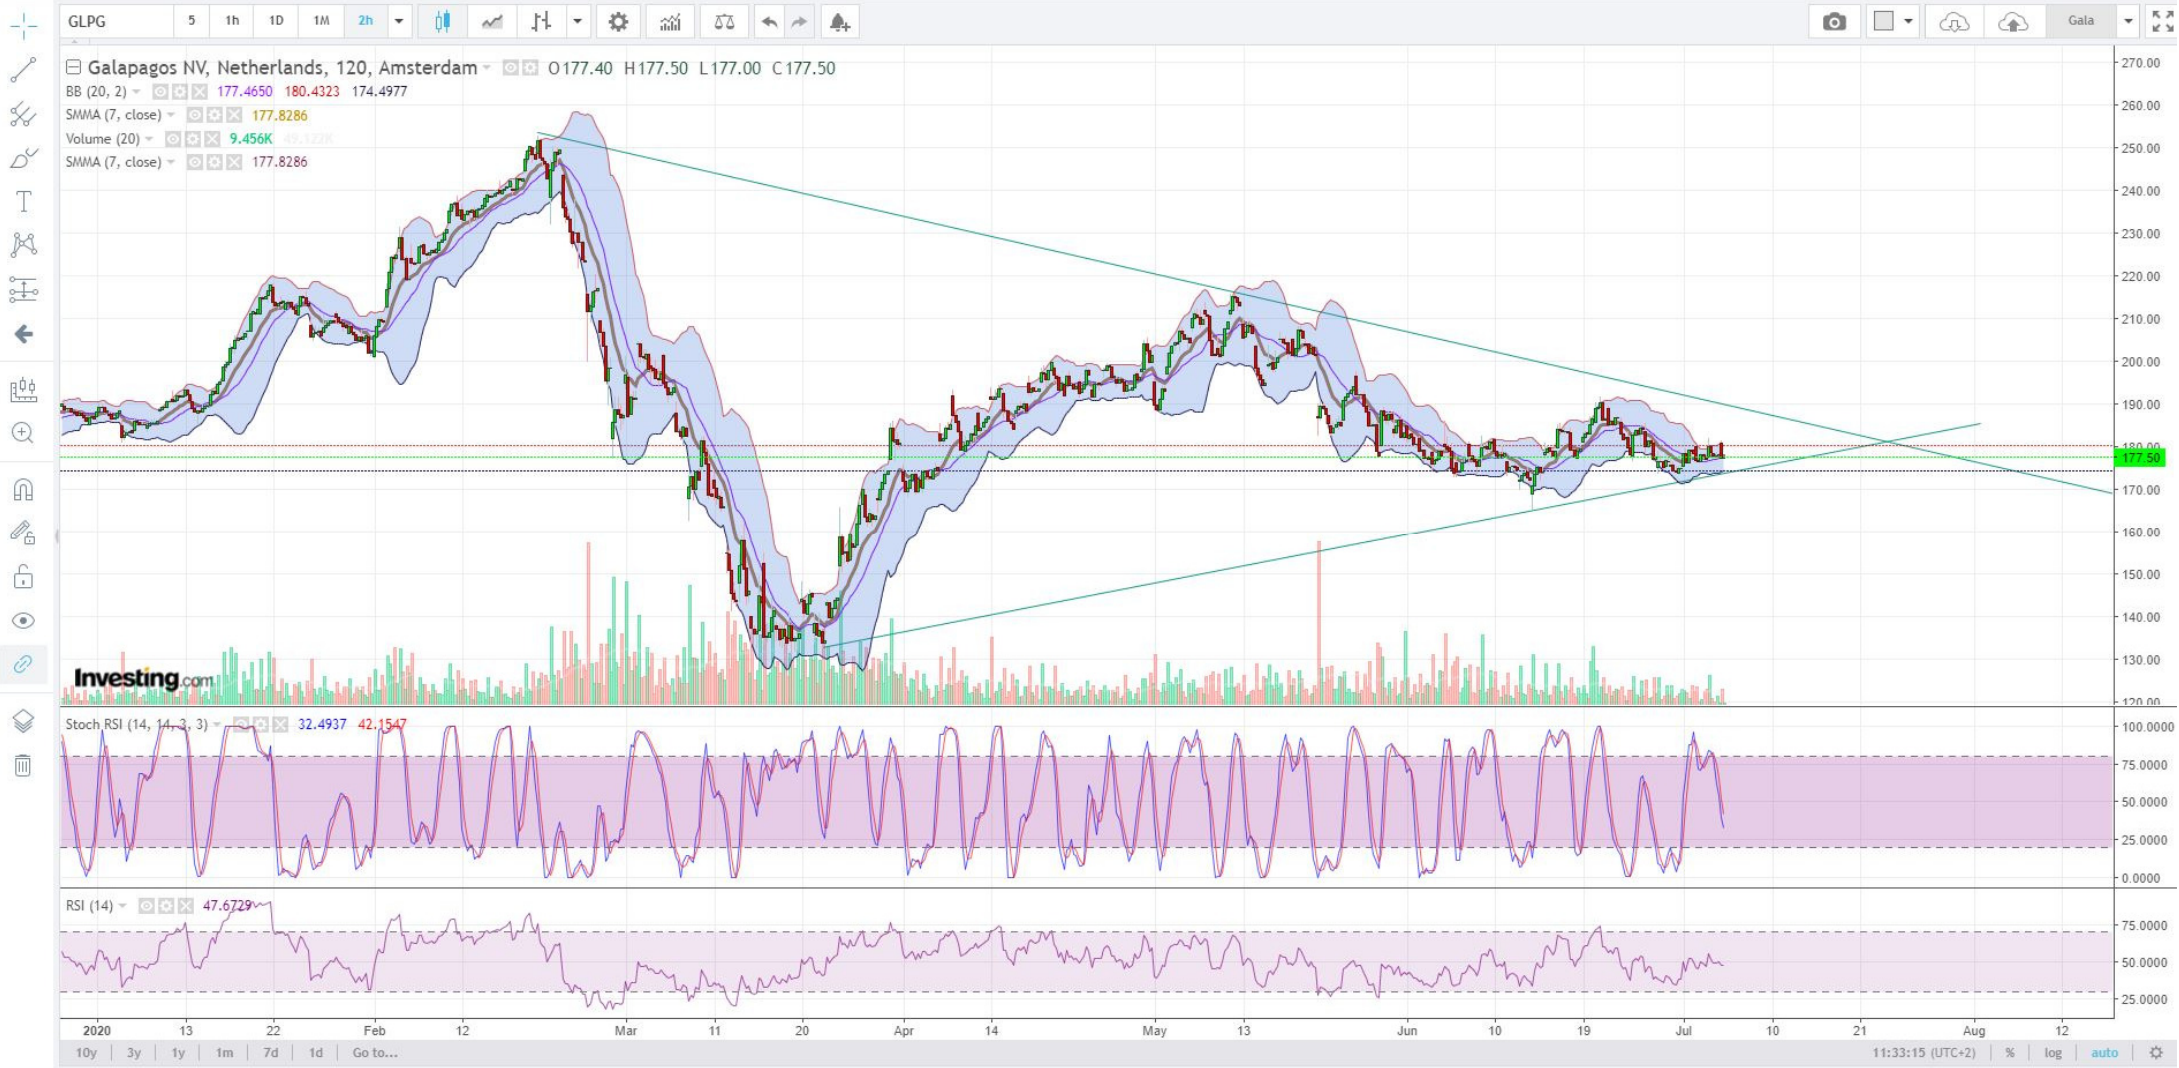 GLPG 5 1h 1D 1M 2h Gala
Galapagos NV, Netherlands, 120, Amsterdam O177.40 H177.50 L177.00 C177.50
BB (20, 2) 177.4650 180.4323 174.4977
SMMA (7, close) 177.8286
Volume (20) 9.456K 49.122K
SMMA (7, close) 177.8286
270.00
260.00
250.00
240.00
230.00
220.00
210.00
200.00
190.00
180.00
177.50
170.00
160.00
150.00
140.00
130.00
120.00
Investing.com
Stoch RSI (14, 14, 3, 3) 32.4937 42.1547
100.0000
75.0000
50.0000
25.0000
0.0000
RSI (14) 47.6729
75.0000
50.0000
25.0000
2020 13 22 Feb 12 Mar 11 20 Apr 14 May 13 Jun 10 19 Jul 10 21 Aug 12
10y 3y 1y 1m 7d 1d Go to... 11:33:15 (UTC+2) % log auto